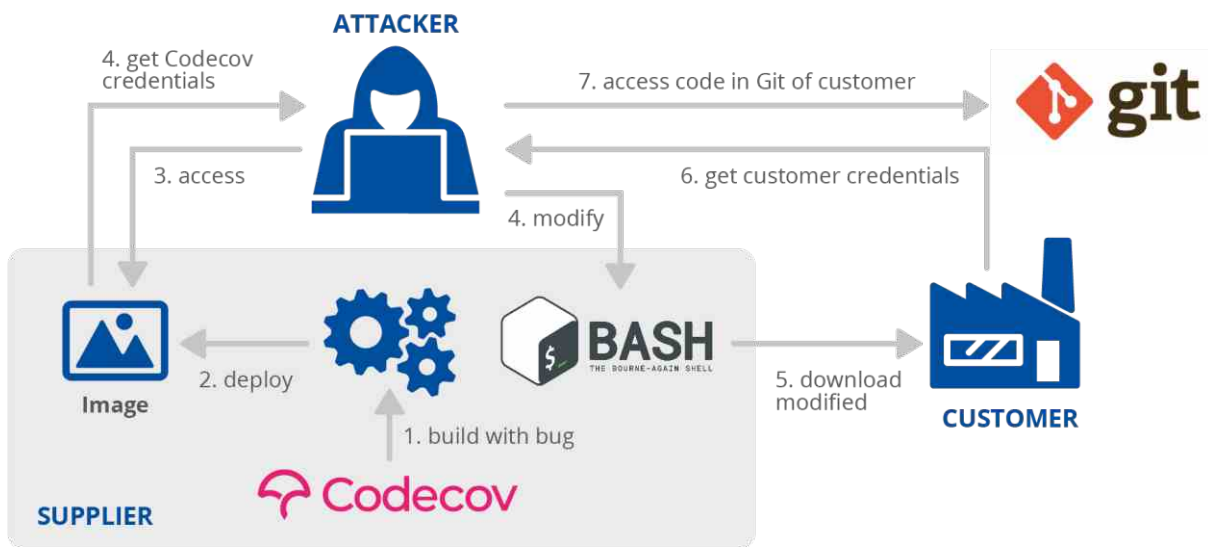 ATTACKER
4. get Codecov
credentials
7. access code in Git of customer
git
3. access
6. get customer credentials
4. modify
$_
BASH
THE BOURNE-AGAIN SHELL
2. deploy
5. download
modified
Image
CUSTOMER
1. build with bug
Codecov
SUPPLIER